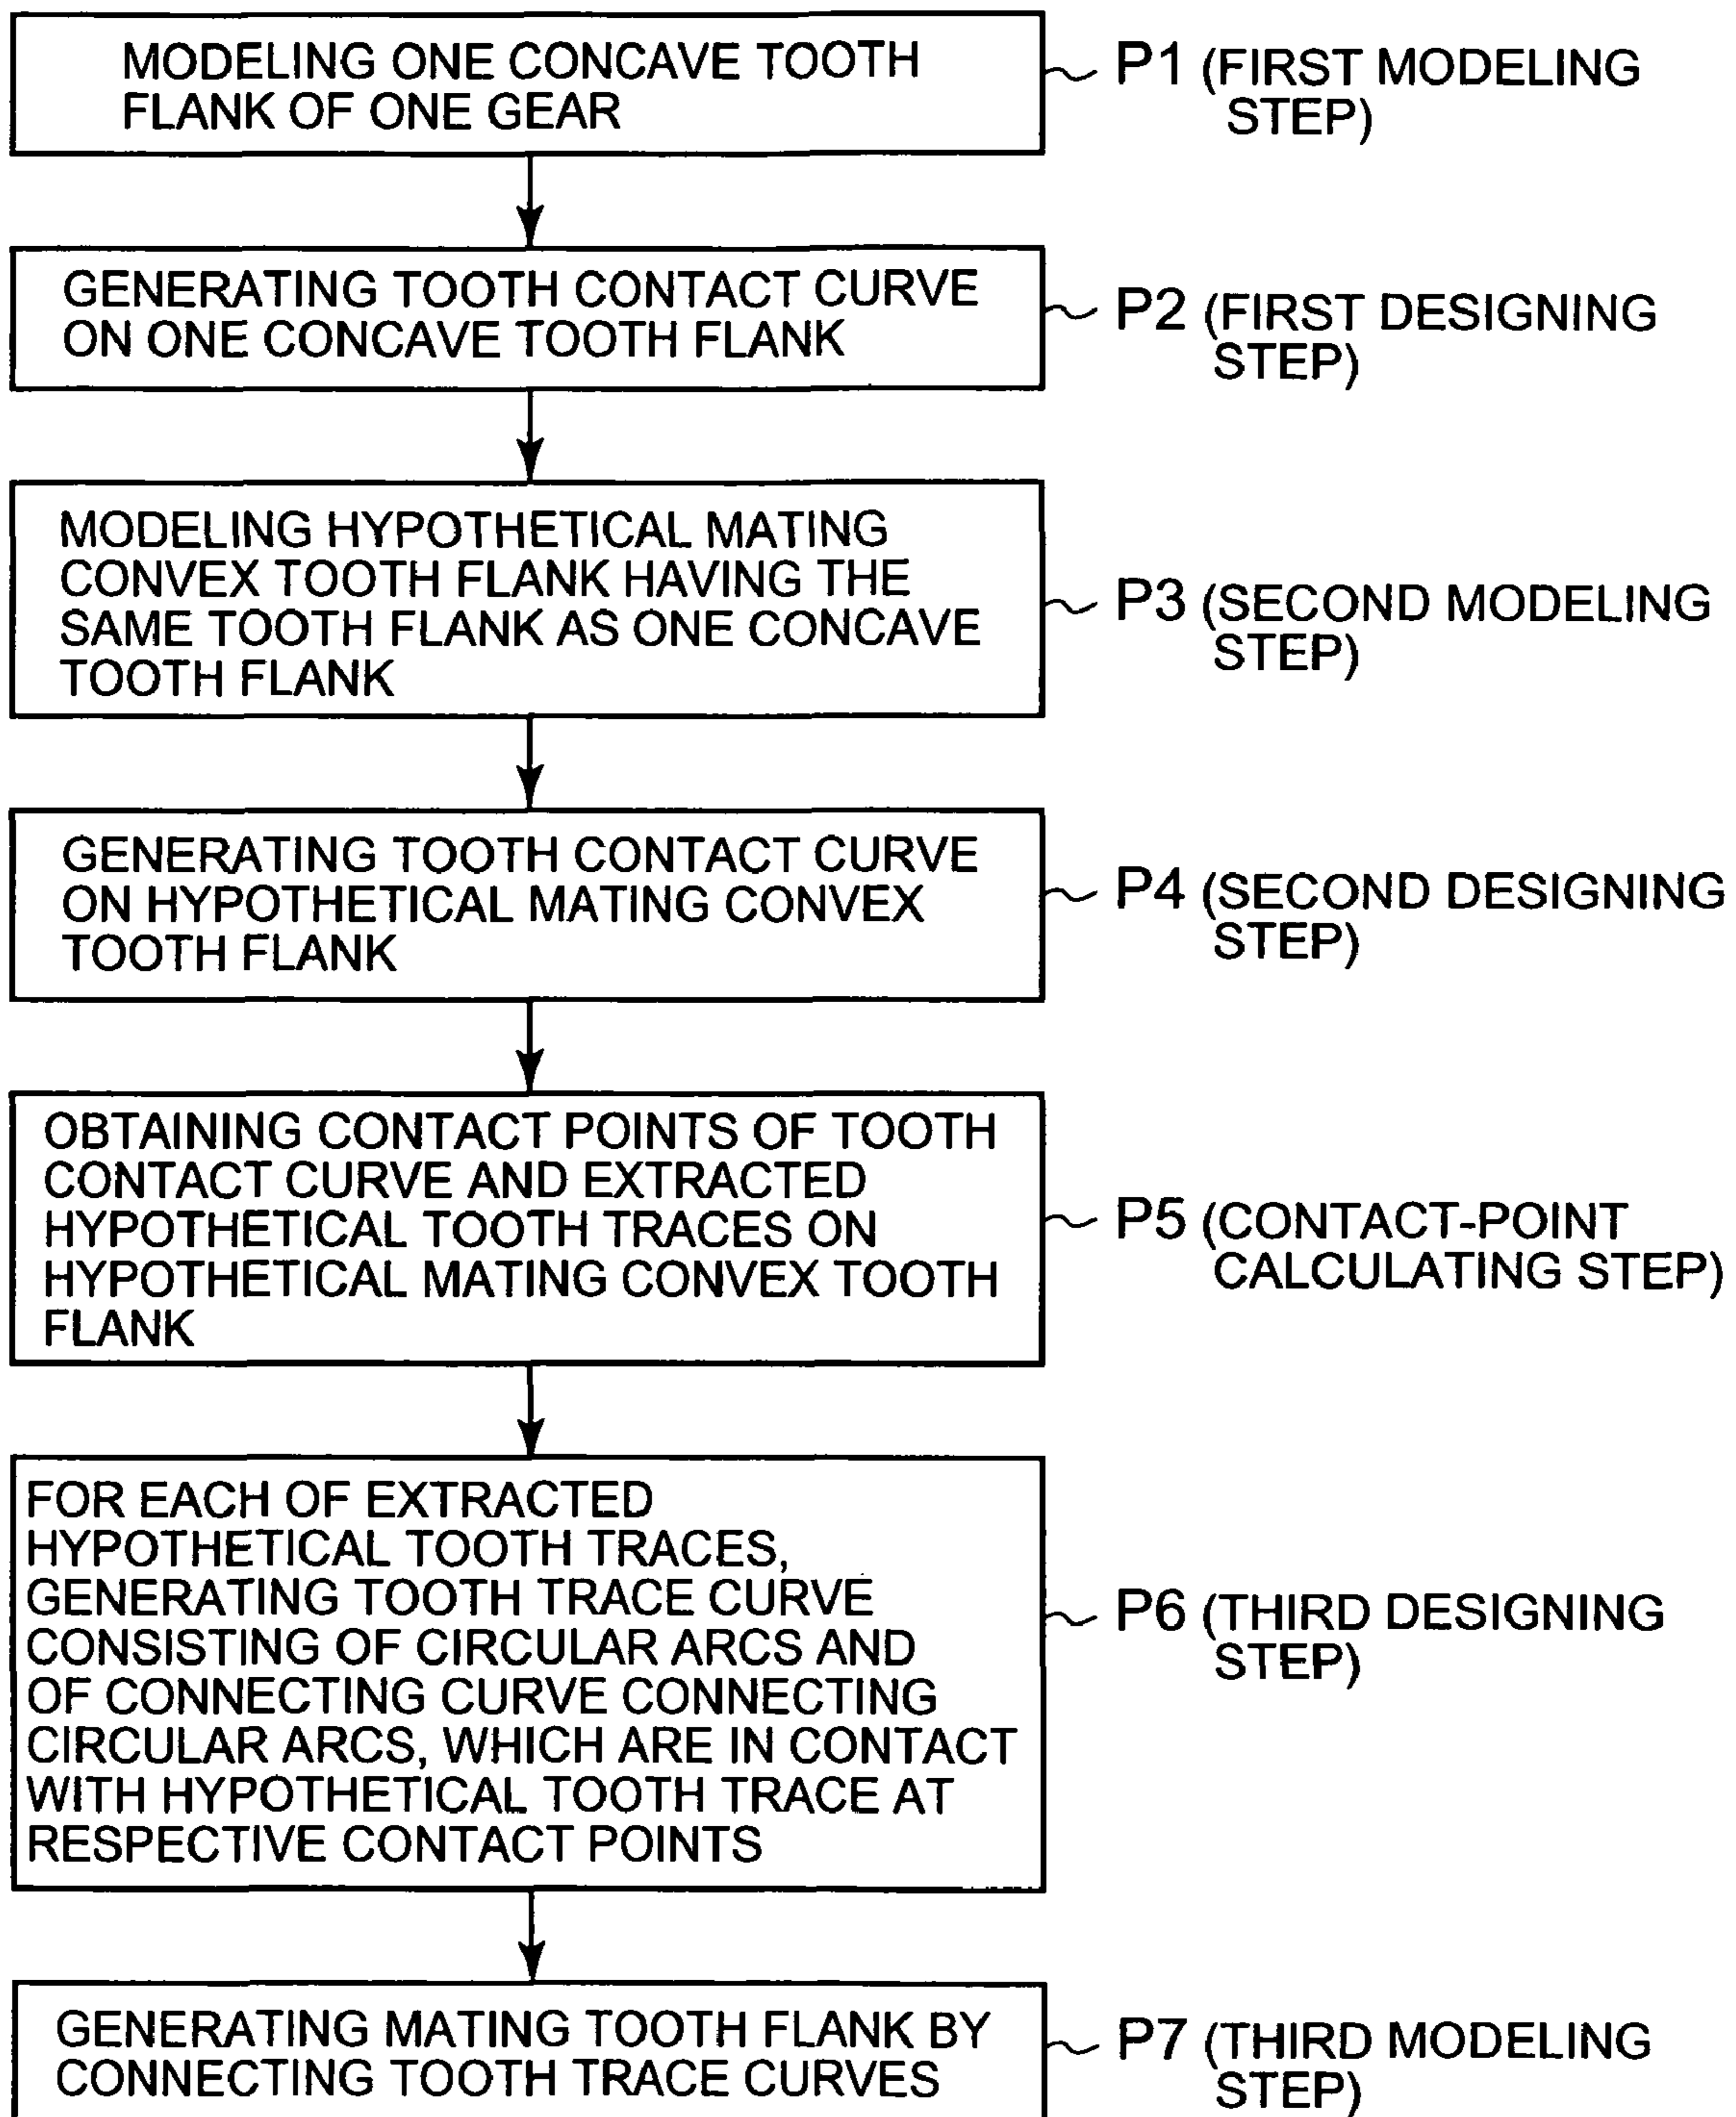 MODELING ONE CONCAVE TOOTH
FLANK OF ONE GEAR
P1 (FIRST MODELING
STEP)
GENERATING TOOTH CONTACT CURVE
ON ONE CONCAVE TOOTH FLANK
P2 (FIRST DESIGNING
STEP)
MODELING HYPOTHETICAL MATING
CONVEX TOOTH FLANK HAVING THE
SAME TOOTH FLANK AS ONE CONCAVE
TOOTH FLANK
P3 (SECOND MODELING
STEP)
GENERATING TOOTH CONTACT CURVE
ON HYPOTHETICAL MATING CONVEX
TOOTH FLANK
P4 (SECOND DESIGNING
STEP)
OBTAINING CONTACT POINTS OF TOOTH
CONTACT CURVE AND EXTRACTED
HYPOTHETICAL TOOTH TRACES ON
HYPOTHETICAL MATING CONVEX TOOTH
FLANK
P5 (CONTACT-POINT
CALCULATING STEP)
FOR EACH OF EXTRACTED
HYPOTHETICAL TOOTH TRACES,
GENERATING TOOTH TRACE CURVE
CONSISTING OF CIRCULAR ARCS AND
OF CONNECTING CURVE CONNECTING
CIRCULAR ARCS, WHICH ARE IN CONTACT
WITH HYPOTHETICAL TOOTH TRACE AT
RESPECTIVE CONTACT POINTS
P6 (THIRD DESIGNING
STEP)
GENERATING MATING TOOTH FLANK BY
CONNECTING TOOTH TRACE CURVES
P7 (THIRD MODELING
STEP)